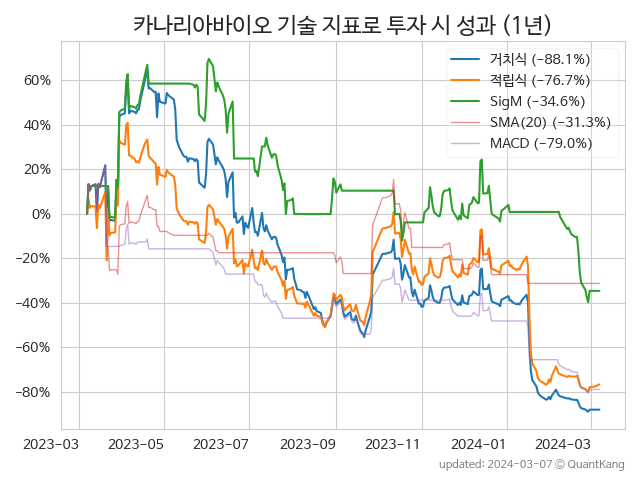 카나리아바이오 기술 지표로 투자 시 성과 (1년)
거치식 (−88.1%)
적립식 (−76.7%)
SigM (−34.6%)
SMA(20) (−31.3%)
MACD (−79.0%)
60%
40%
20%
0%
−20%
−40%
−60%
−80%
2023−03 2023−05 2023−07 2023−09 2023−11 2024−01 2024−03
updated: 2024−03−07 © QuantKang